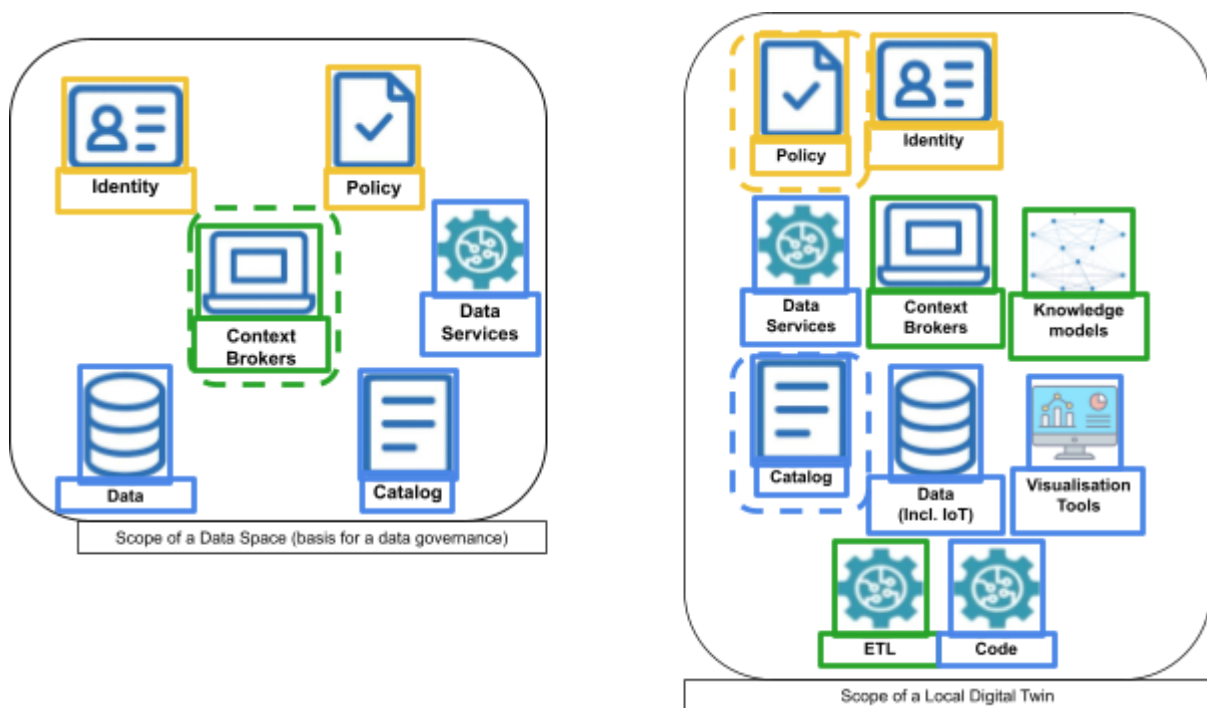 Identity
Policy
Context
Brokers
Data
Services
Data
Catalog
Scope of a Data Space (basis for a data governance)
Policy
Identity
Data
Services
Context
Brokers
Knowledge
models
Catalog
Data
(Incl. IoT)
Visualisation
Tools
ETL
Code
Scope of a Local Digital Twin